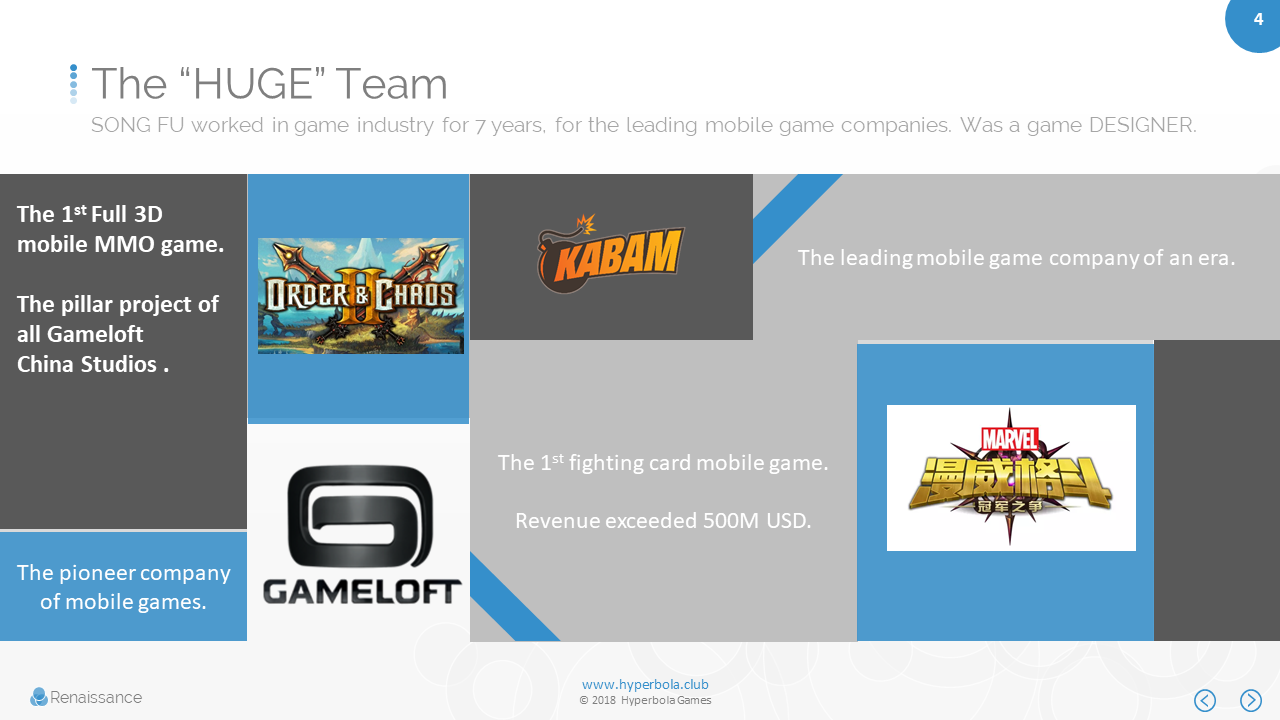 4
The “HUGE” Team
SONG FU worked in game industry for 7 years, for the leading mobile game companies. Was a game DESIGNER.
The 1st Full 3D
mobile MMO game.
The pillar project of
all Gameloft
China Studios .
ORDER & CHAOS
II
KABAM
The leading mobile game company of an era.
The 1st fighting card mobile game.
Revenue exceeded 500M USD.
MARVEL
漫威格斗
冠军之争
GAMELOFT
The pioneer company
of mobile games.
Renaissance
www.hyperbola.club
© 2018 Hyperbola Games